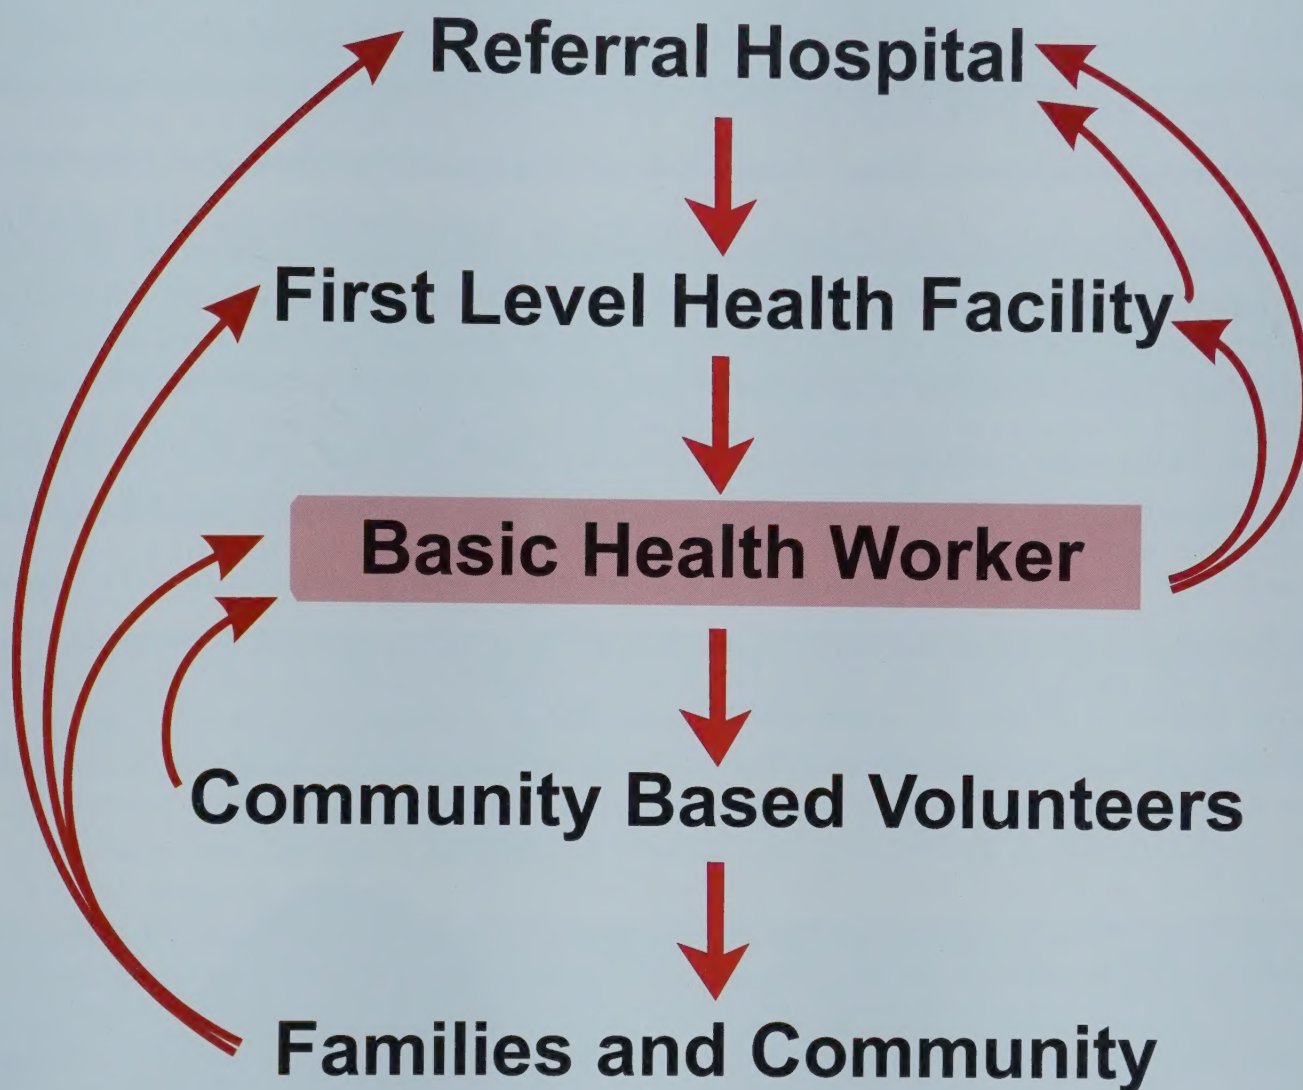 Referral Hospital
First Level Health Facility
Basic Health Worker
Community Based Volunteers
Families and Community